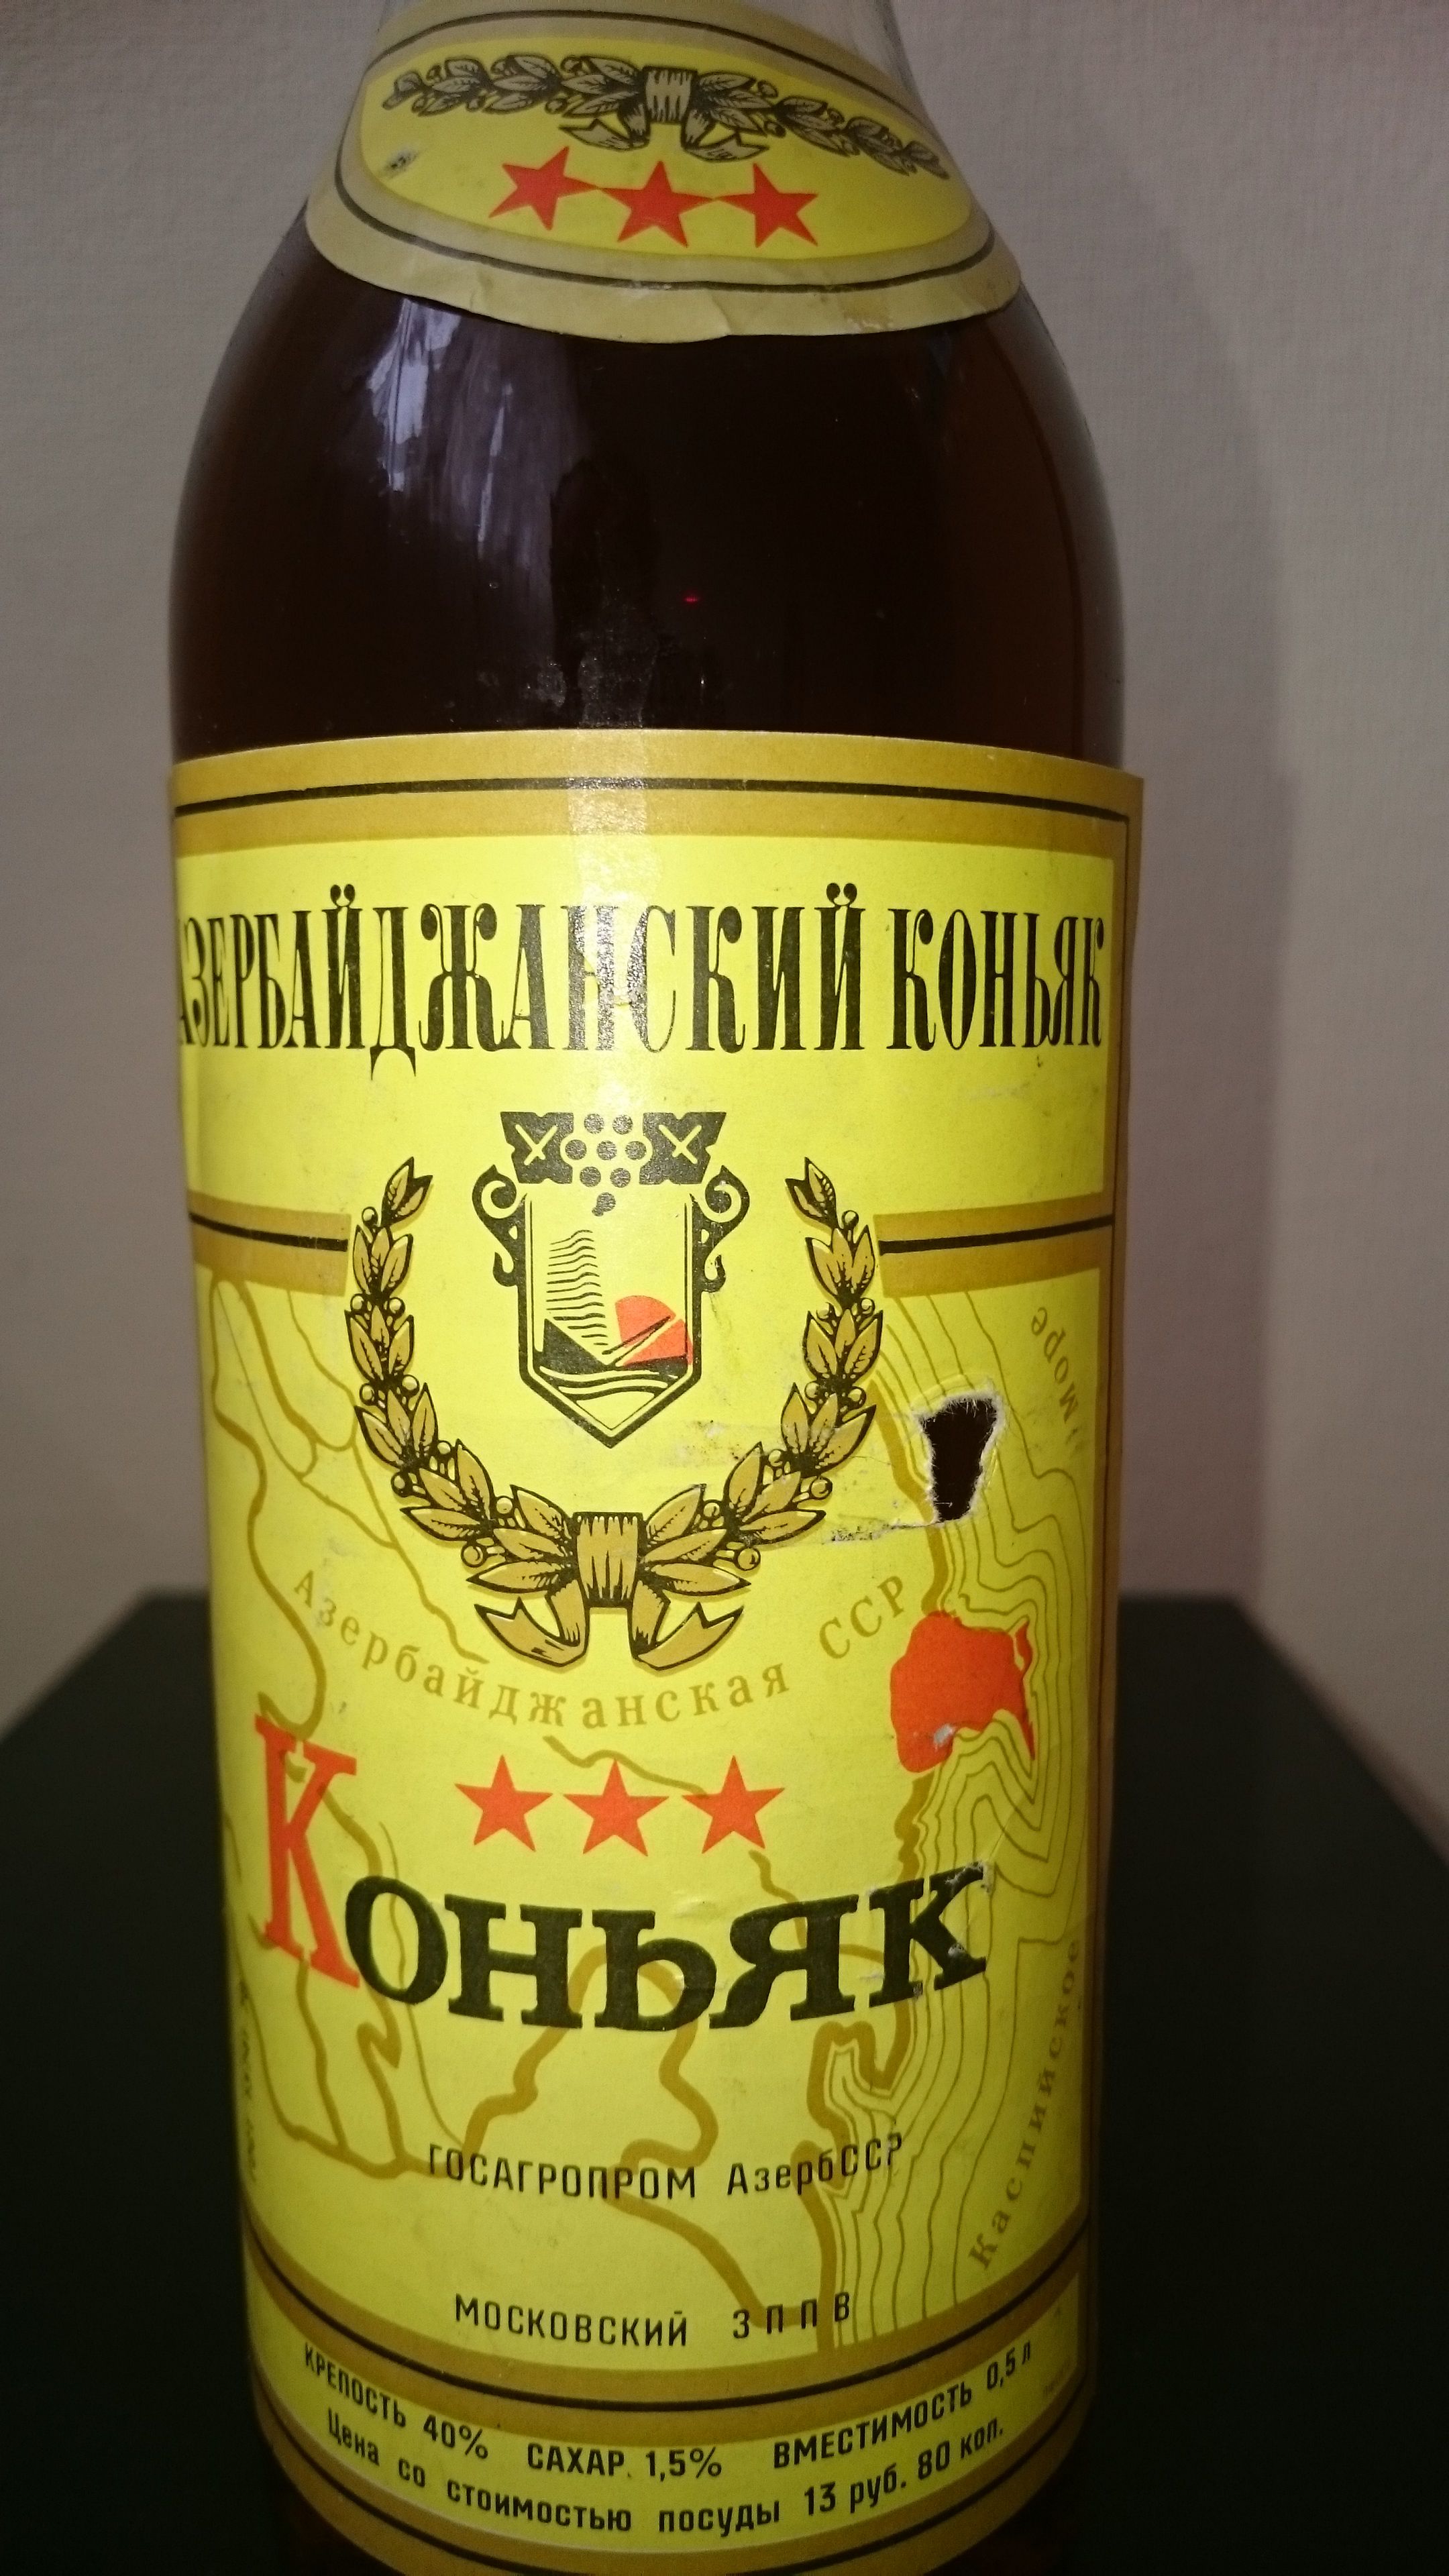 АЗЕРБАЙДЖАНСКИЙ КОНЬЯК
Море
Азербайджанская ССР
Коньяк
Каспийское
ГОСАГРОПРОМ АзербССР
МОСКОВСКИЙ ЗППВ
КРЕПОСТЬ 40% САХАР 1,5% ВМЕСТИМОСТЬ 0,5 л
Цена со стоимостью посуды 13 руб. 80 коп.